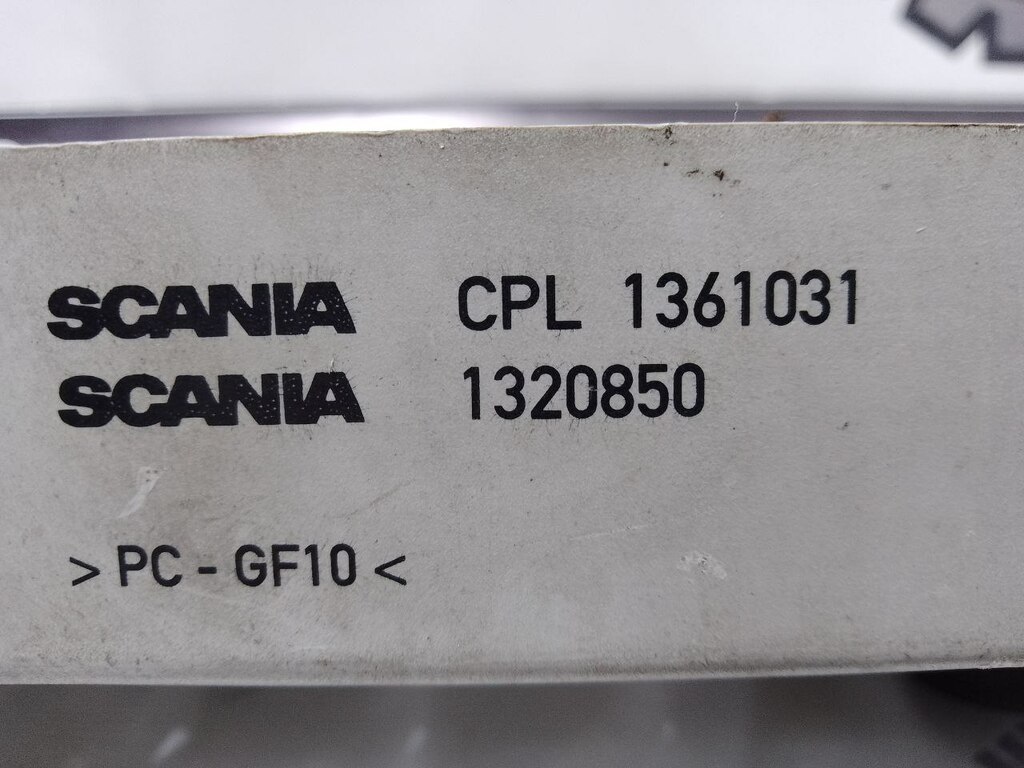 SCANIA CPL 1361031
SCANIA 1320850
> PC - GF10 <